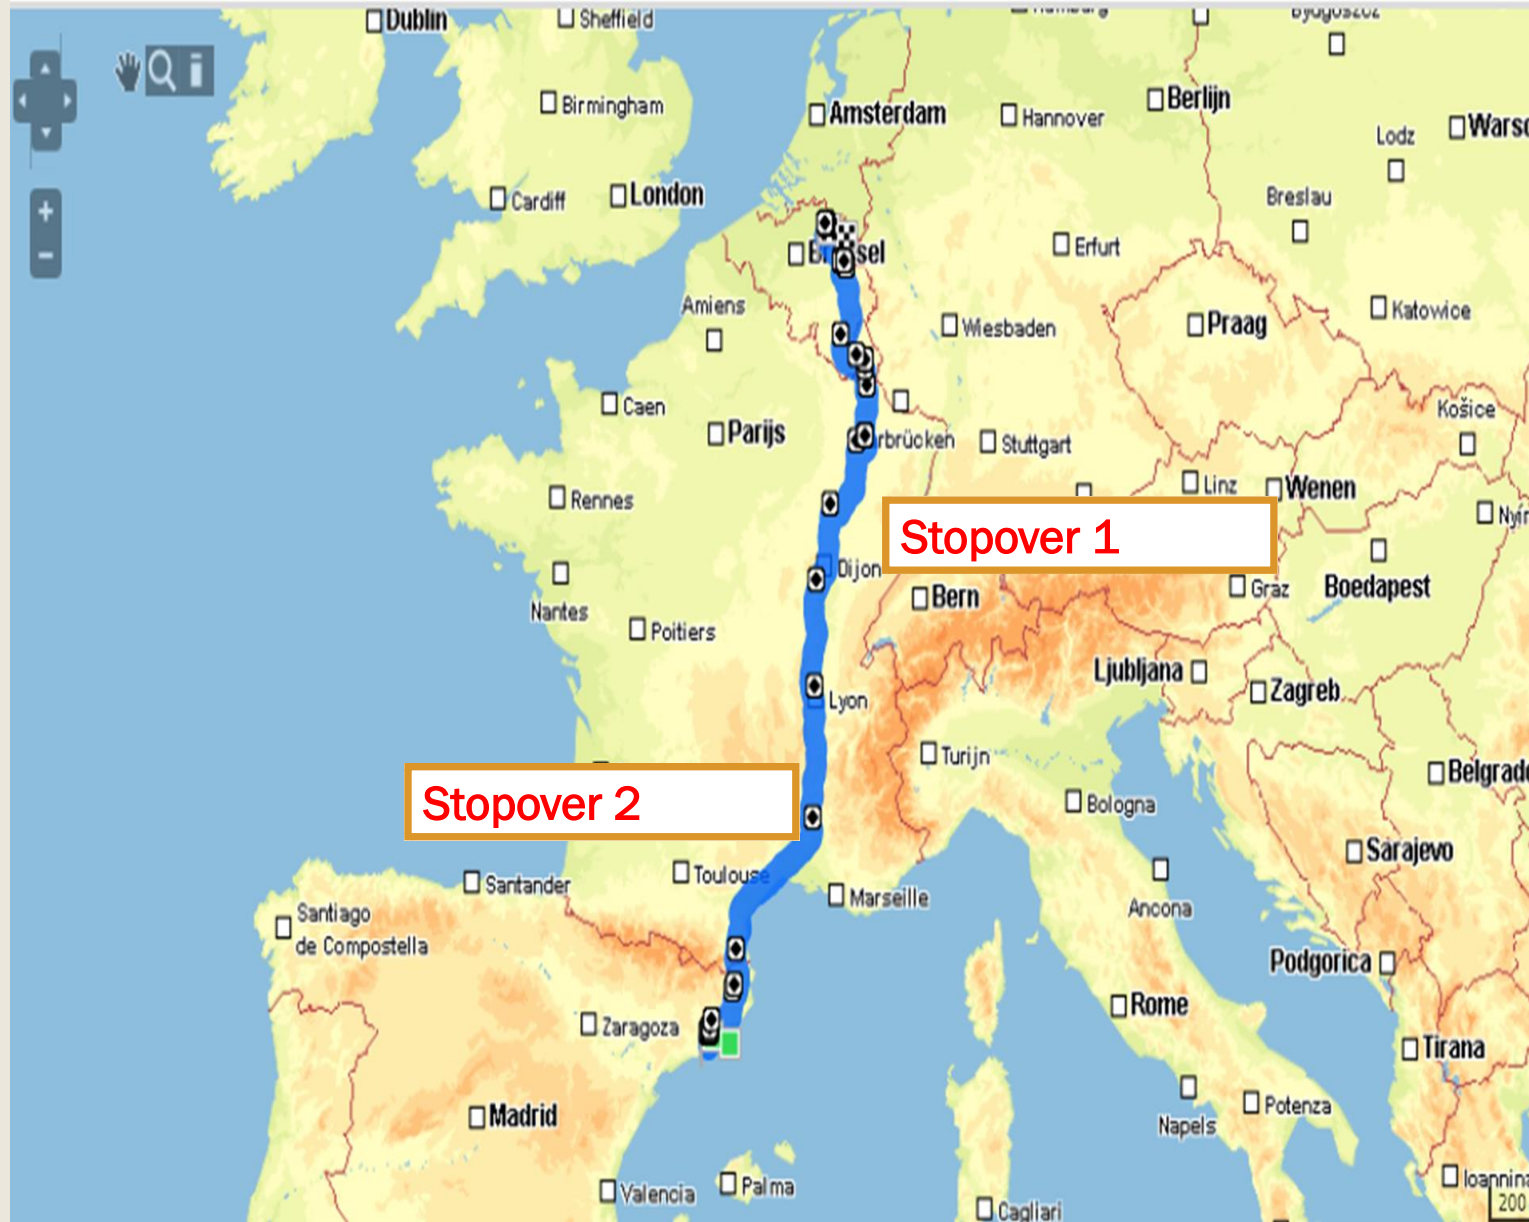 Dublin
Sheffield
Birmingham
Amsterdam
Hannover
Berlijn
Lodz
Cardiff
London
Breslau
Erfurt
Amiens
Wiesbaden
Praag
Katowice
Caen
Parijs
Košice
Stuttgart
Rennes
Linz
Wenen
Stopover 1
Dijon
Bern
Graz
Boedapest
Nantes
Poitiers
Ljubljana
Zagreb
Lyon
Turijn
Stopover 2
Bologna
Sarajevo
Toulouse
Santander
Marseille
Ancona
Santiago
de Compostella
Podgorica
Rome
Zaragoza
Tirana
Madrid
Potenza
Napels
Palma
Valencia
Cagliari
200